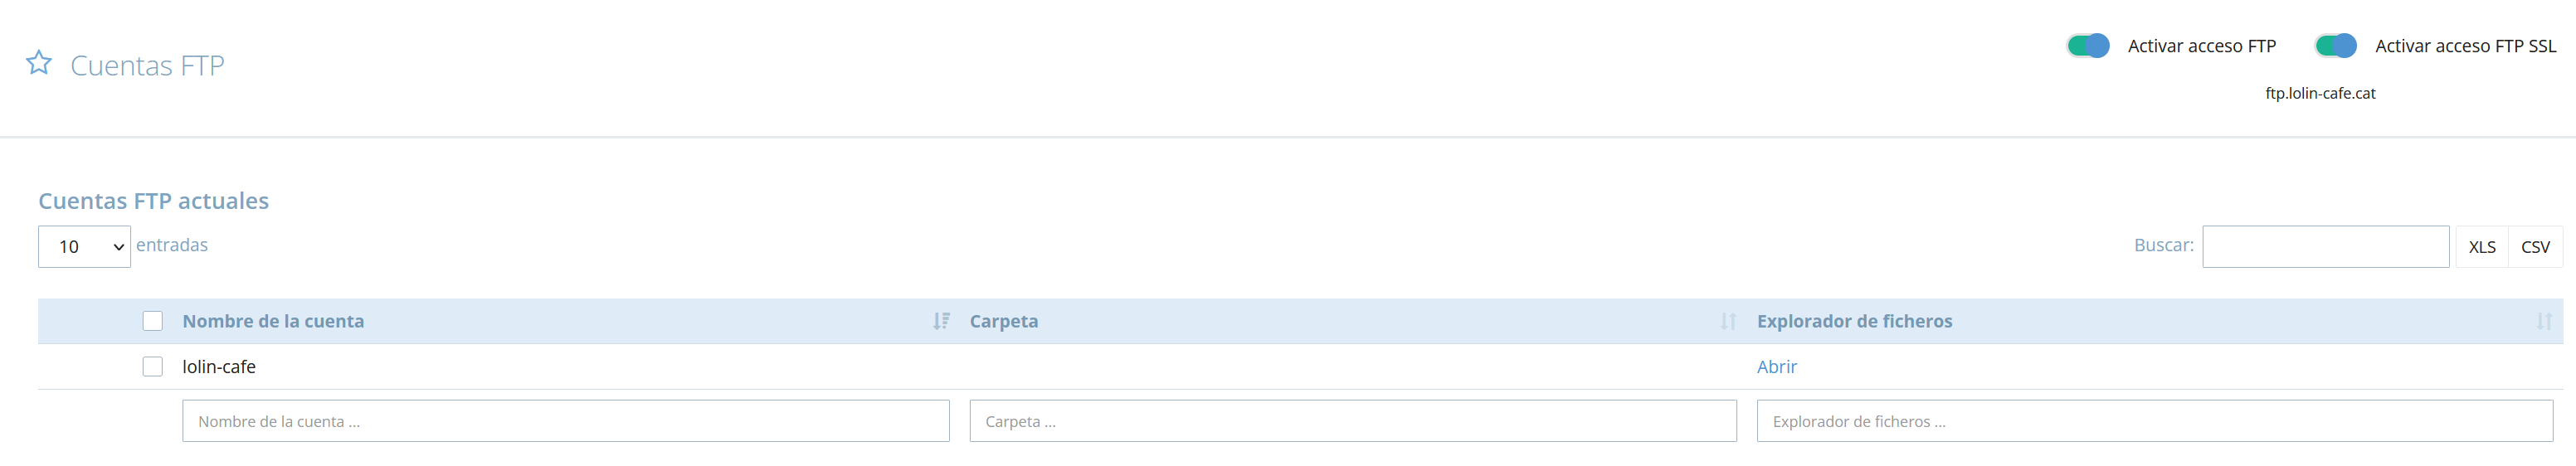 Cuentas FTP
Activar acceso FTP
Activar acceso FTP SSL
ftp.lolin-cafe.cat
Cuentas FTP actuales
10 entradas
Buscar:
XLS
CSV
Nombre de la cuenta
Carpeta
Explorador de ficheros
lolin-cafe
Abrir
Nombre de la cuenta ...
Carpeta ...
Explorador de ficheros ...